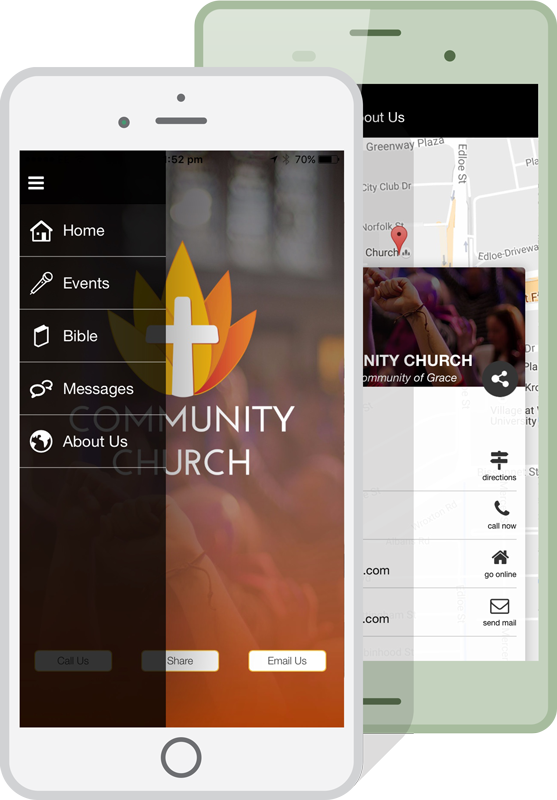 :52 pm
70%
Home
Events
Bible
Messages
About Us
COMMUNITY
CHURCH
Call Us
Share
Email Us
out Us
Greenway Plaza
Edloe St
City Club Dr
Norfolk St
Church
Edloe-Drivewa
NITY CHURCH
ommunity of Grace
Village at
University
directions
call now
.com
go online
.com
send mail